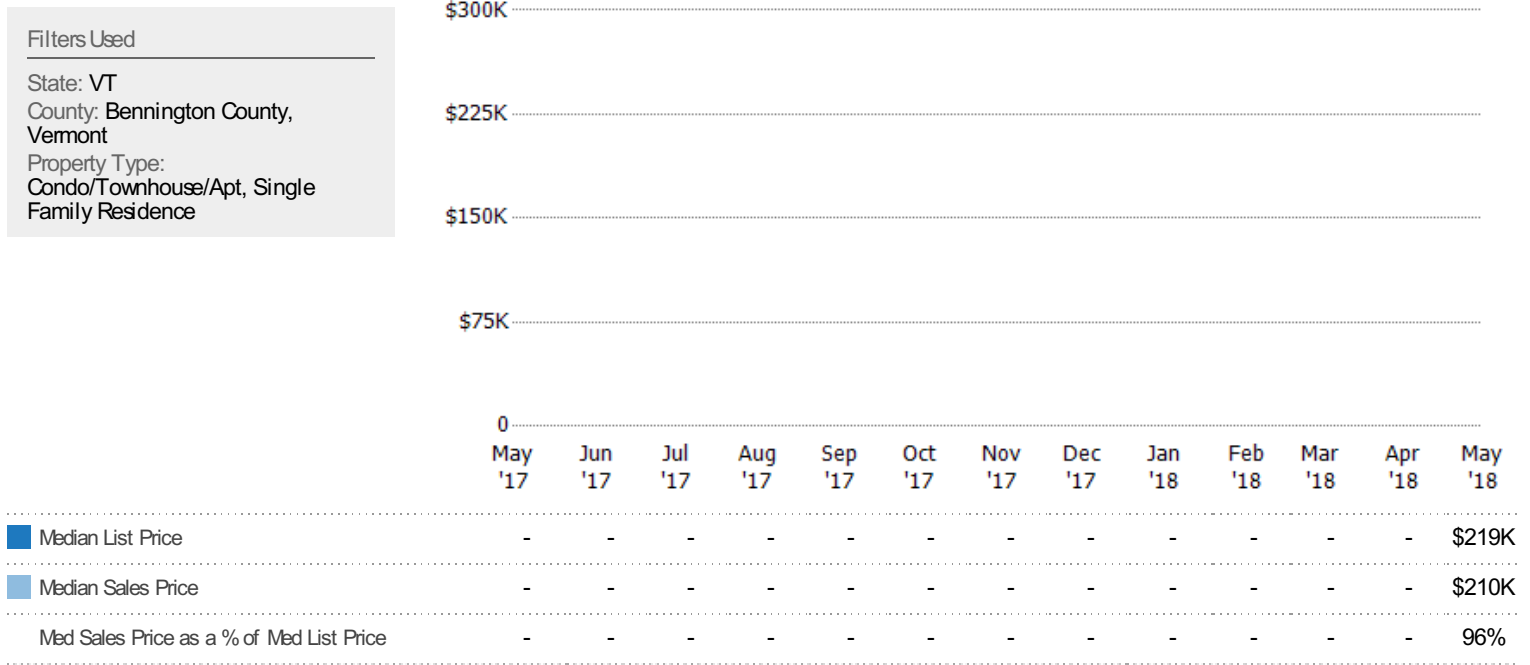 Filters Used
State: VT
County: Bennington County,
Vermont
Property Type:
Condo/Townhouse/Apt, Single
Family Residence
$300K
$225K
$150K
$75K
0
May Jun Jul Aug Sep Oct Nov Dec Jan Feb Mar Apr May
'17 '17 '17 '17 '17 '17 '17 '17 '18 '18 '18 '18 '18
Median List Price - - - - - - - - - - - - $219K
Median Sales Price - - - - - - - - - - - - $210K
Med Sales Price as a % of Med List Price - - - - - - - - - - - - 96%